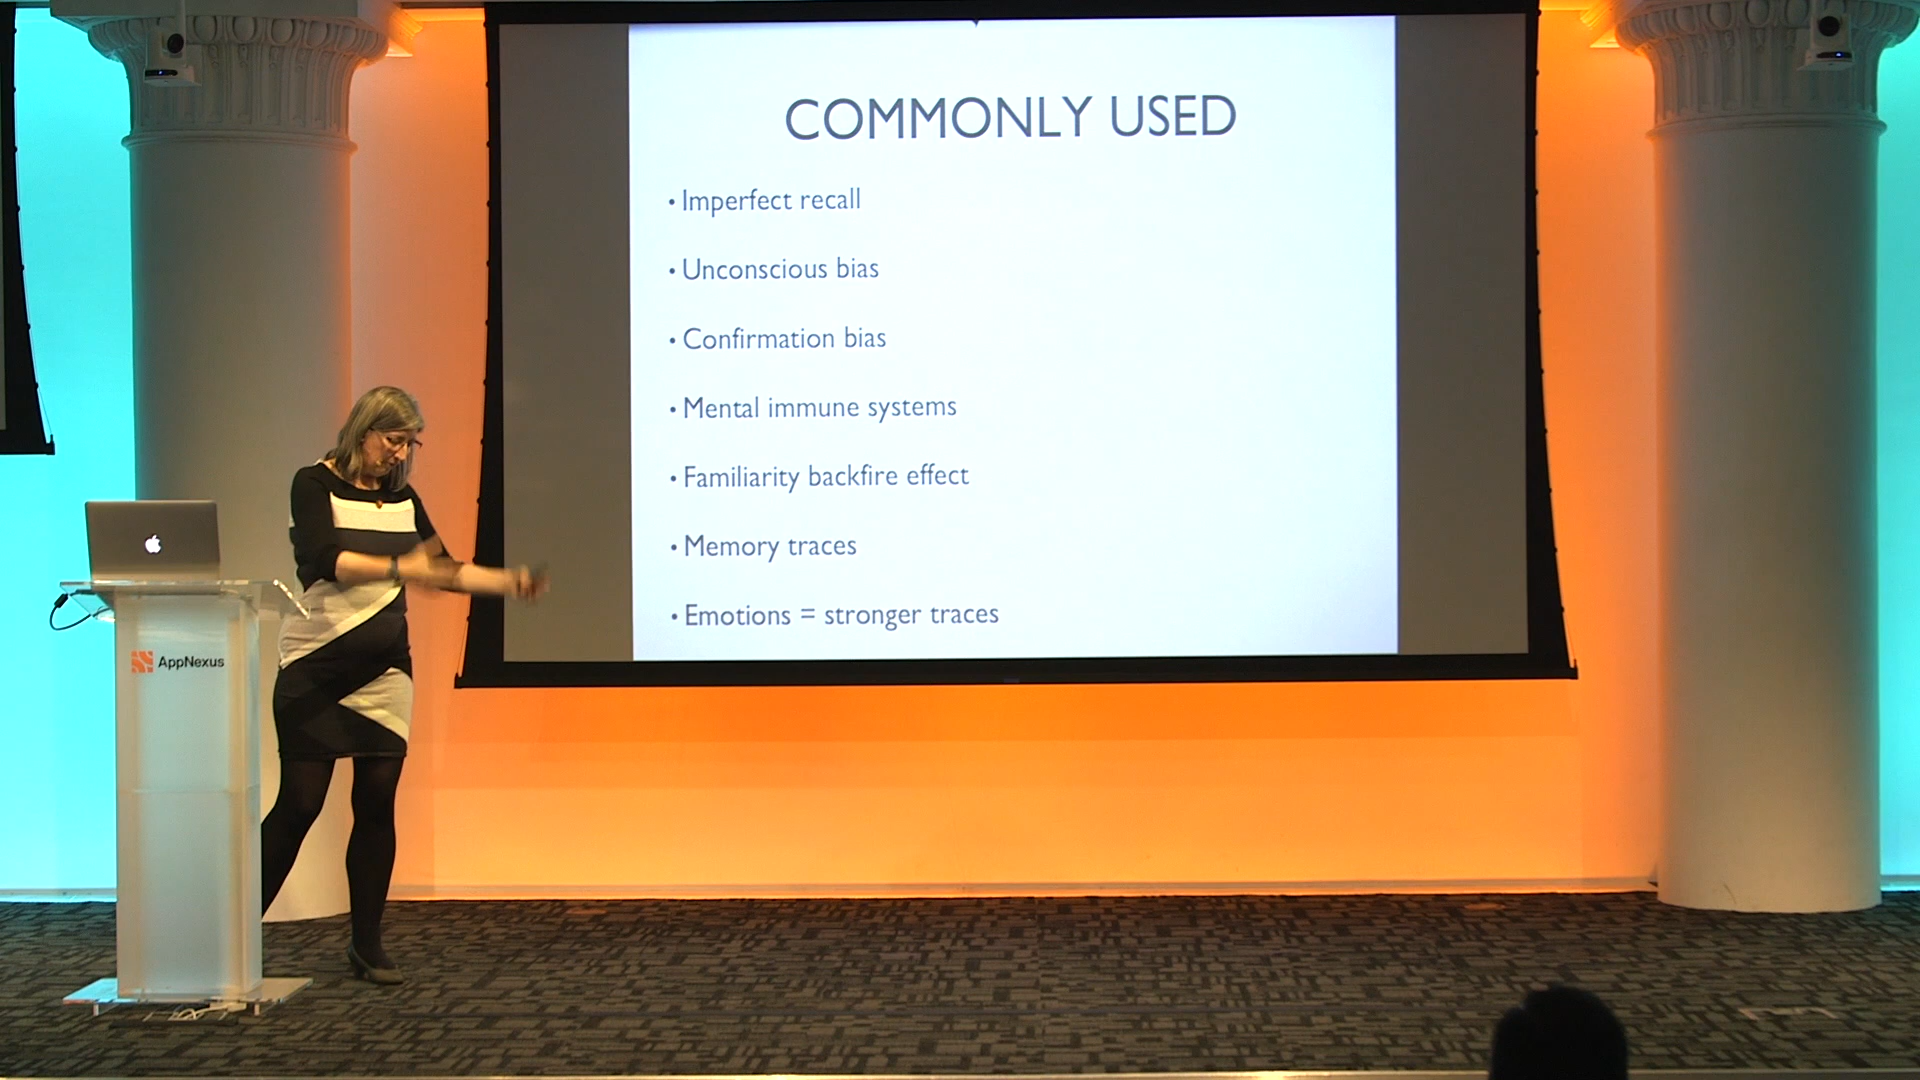 COMMONLY USED
• Imperfect recall
• Unconscious bias
• Confirmation bias
• Mental immune systems
• Familiarity backfire effect
• Memory traces
• Emotions = stronger traces
AppNexus